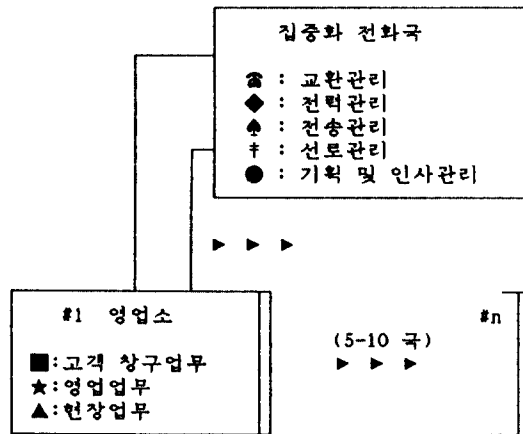 집중화 전화국
☎ : 교환관리
◆ : 전력관리
♠ : 전송관리
‡ : 선로관리
● : 기획 및 인사관리
▶ ▶ ▶
#1 영업소
■:고객 창구업무
★:영업업무
▲:현장업무
(5-10 국)
▶ ▶ ▶
#n